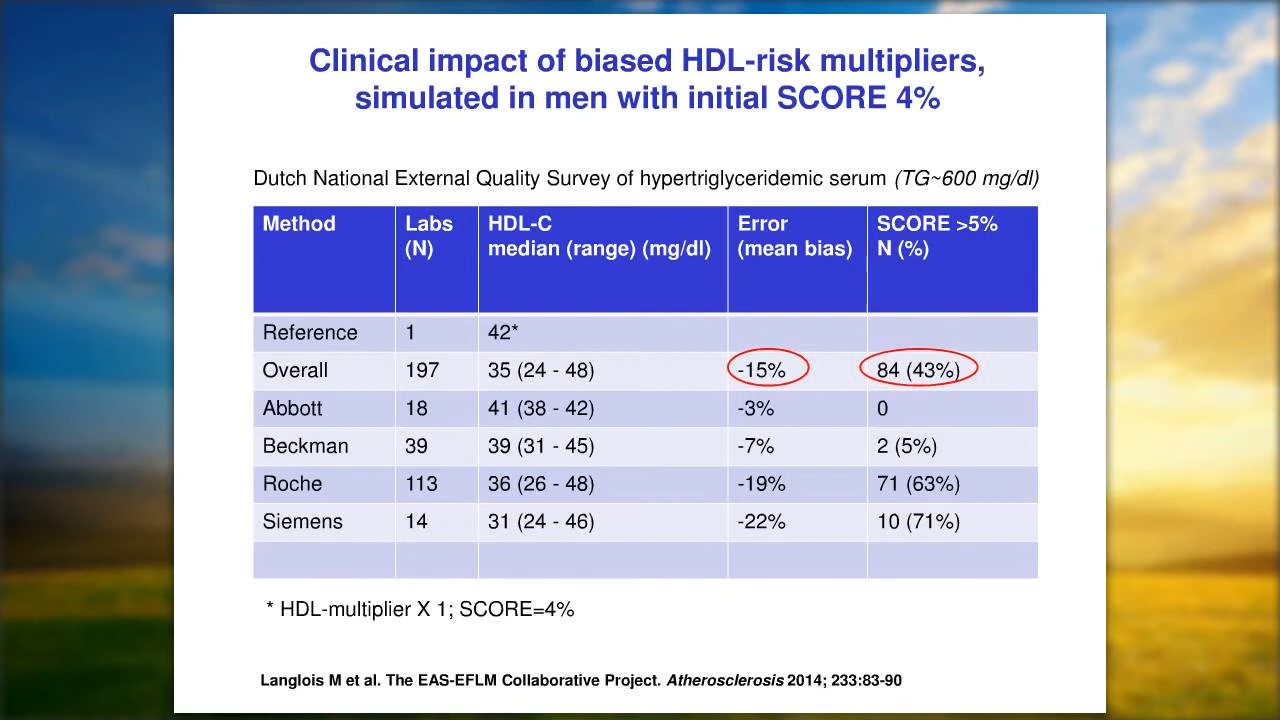 Clinical impact of biased HDL-risk multipliers,
simulated in men with initial SCORE 4%
Dutch National External Quality Survey of hypertriglyceridemic serum (TG~600 mg/dl)
Method Labs (N) HDL-C median (range) (mg/dl) Error (mean bias) SCORE >5% N (%)
Reference 1 42*
Overall 197 35 (24 - 48) -15% 84 (43%)
Abbott 18 41 (38 - 42) -3% 0
Beckman 39 39 (31 - 45) -7% 2 (5%)
Roche 113 36 (26 - 48) -19% 71 (63%)
Siemens 14 31 (24 - 46) -22% 10 (71%)
* HDL-multiplier X 1; SCORE=4%
Langlois M et al. The EAS-EFLM Collaborative Project. Atherosclerosis 2014; 233:83-90